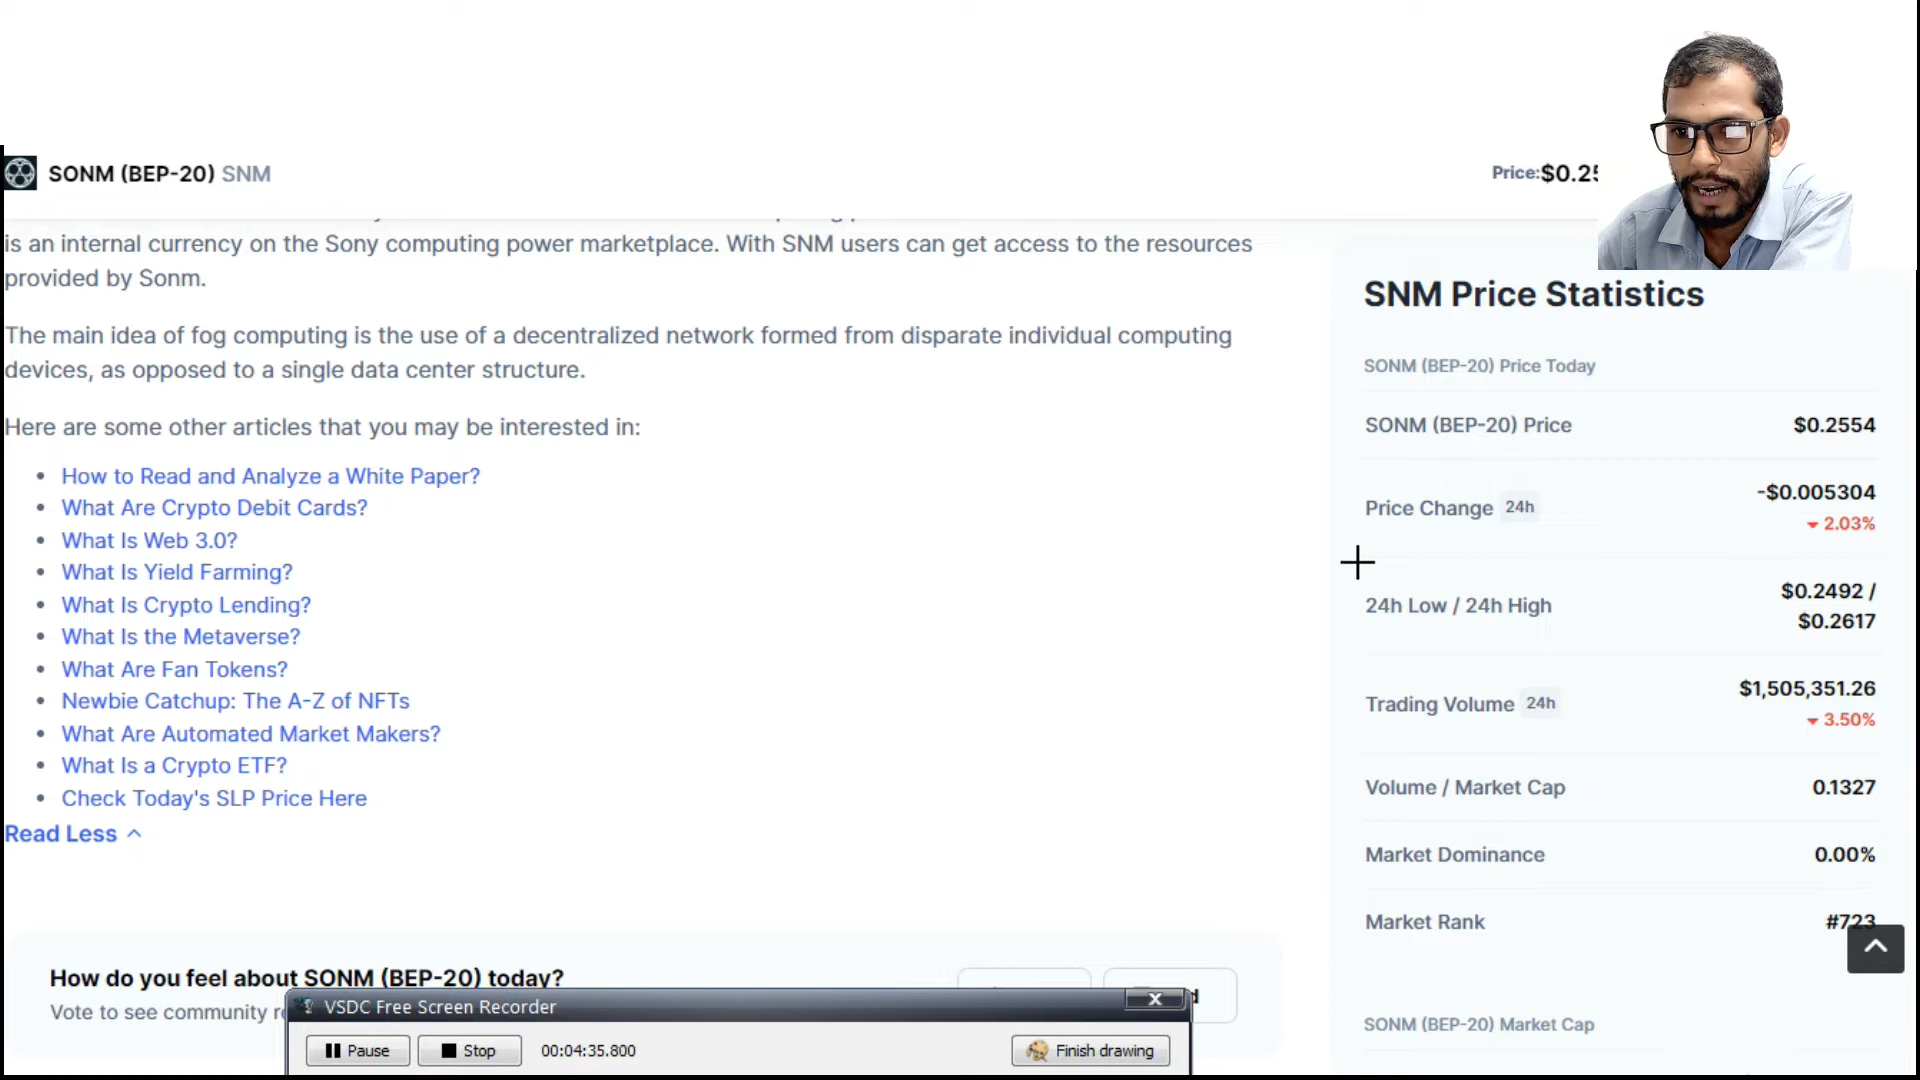 SONM (BEP-20) SNM
Price:$0.25
is an internal currency on the Sony computing power marketplace. With SNM users can get access to the resources
provided by Sonm.
The main idea of fog computing is the use of a decentralized network formed from disparate individual computing
devices, as opposed to a single data center structure.
Here are some other articles that you may be interested in:
How to Read and Analyze a White Paper?
What Are Crypto Debit Cards?
What Is Web 3.0?
What Is Yield Farming?
What Is Crypto Lending?
What Is the Metaverse?
What Are Fan Tokens?
Newbie Catchup: The A-Z of NFTs
What Are Automated Market Makers?
What Is a Crypto ETF?
Check Today's SLP Price Here
Read Less
How do you feel about SONM (BEP-20) today?
Vote to see community
VSDC Free Screen Recorder
X
Pause
Stop
00:04:35.800
Finish drawing
SNM Price Statistics
SONM (BEP-20) Price Today
SONM (BEP-20) Price $0.2554
Price Change 24h -$0.005304
2.03%
24h Low / 24h High $0.2492 /
$0.2617
Trading Volume 24h $1,505,351.26
3.50%
Volume / Market Cap 0.1327
Market Dominance 0.00%
Market Rank #723
SONM (BEP-20) Market Cap